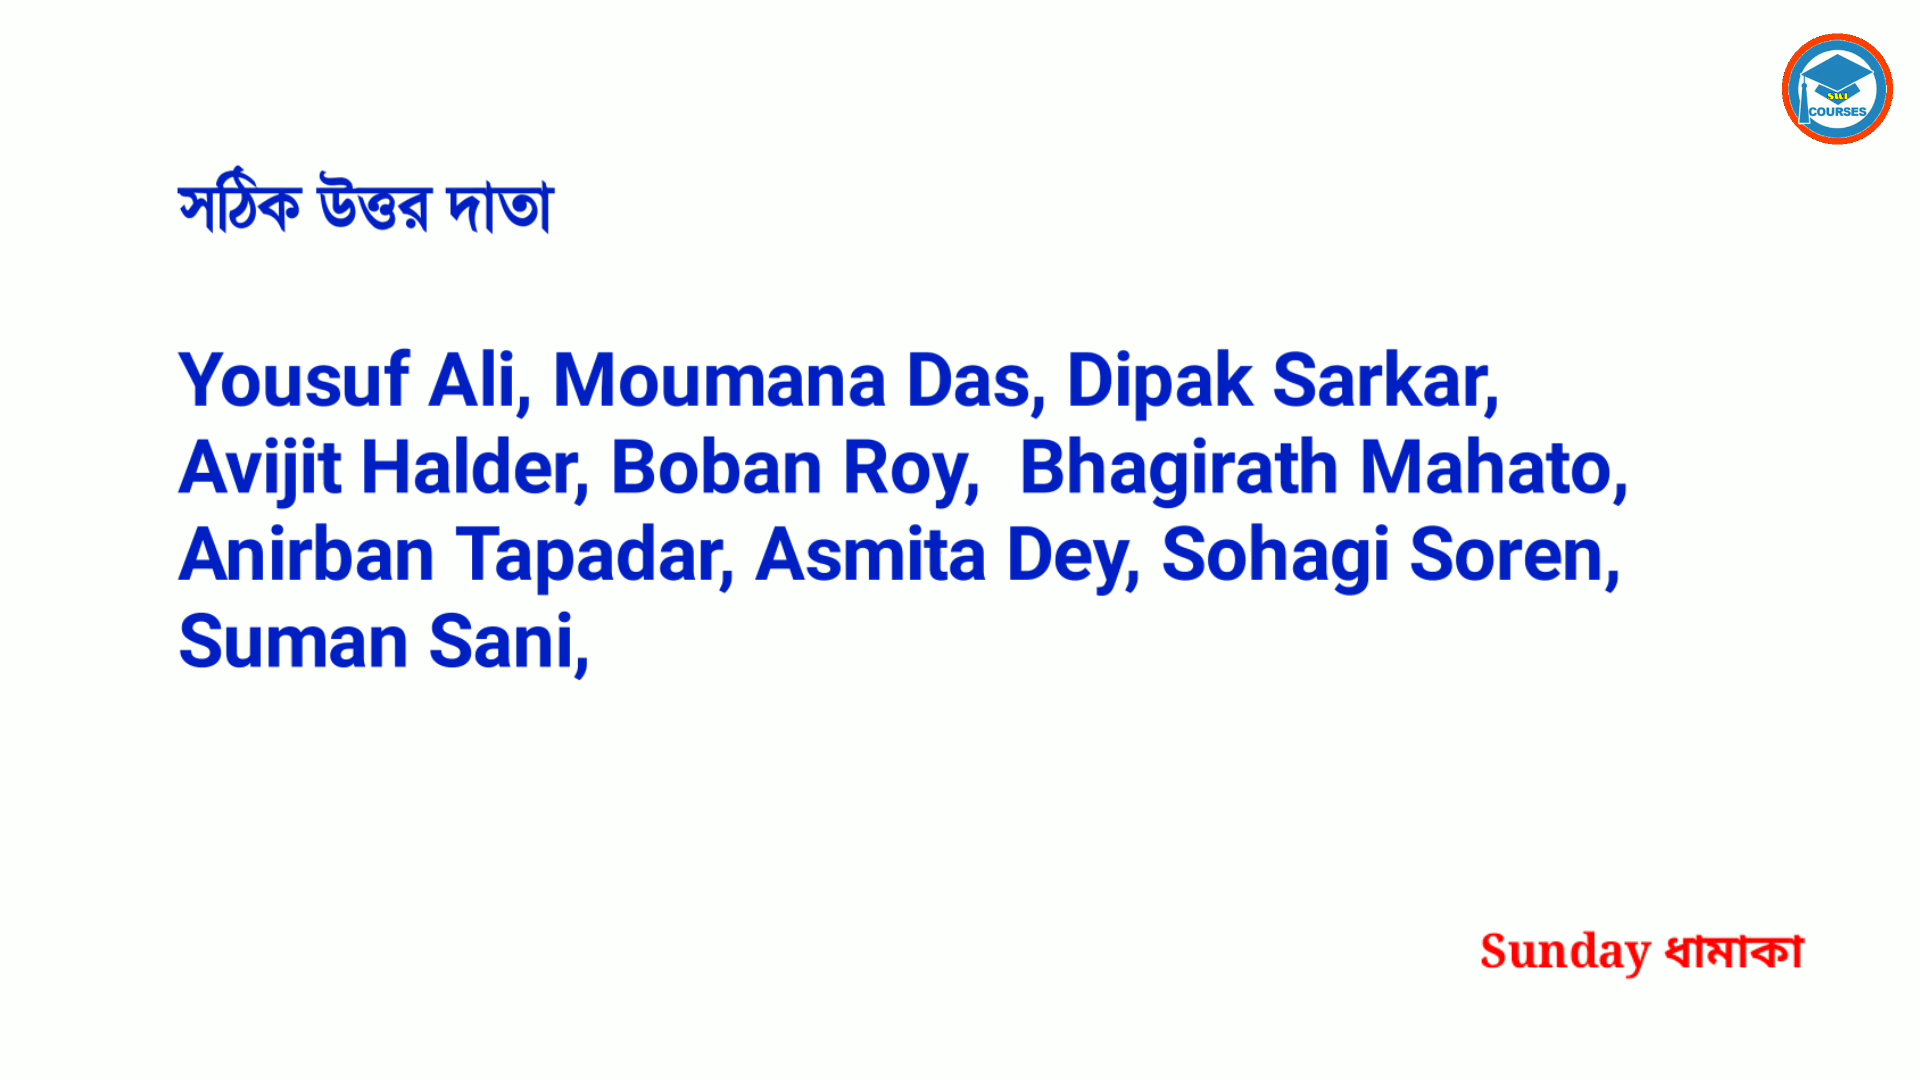 SWI
COURSES
সঠিক উত্তর দাতা
Yousuf Ali, Moumana Das, Dipak Sarkar,
Avijit Halder, Boban Roy,  Bhagirath Mahato,
Anirban Tapadar, Asmita Dey, Sohagi Soren,
Suman Sani,
Sunday ধামাকা